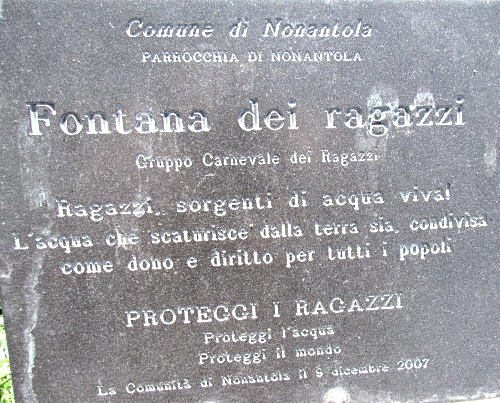 Comune di Nonantola
PARROCCHIA DI NONANTOLA
Fontana dei ragazzi
Gruppo Carnevale dei Ragazzi
Ragazzi, sorgenti di acqua viva!
L'acqua che scaturisce dalla terra sia, condivisa
come dono e diritto per tutti i popoli
PROTEGGI I RAGAZZI
Proteggi l'acqua
Proteggi il mondo
La Comunità di Nonantola il dicembre 2007